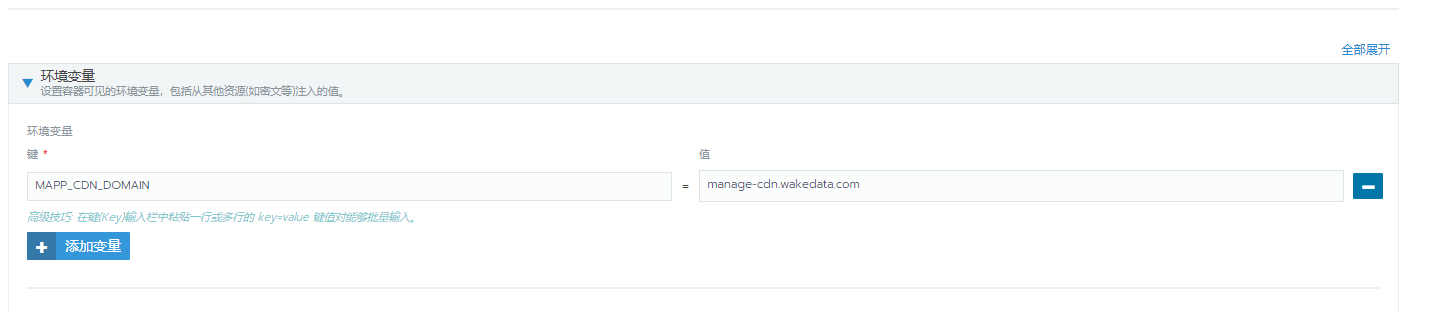 全部展开
环境变量
设置容器可见的环境变量，包括从其他资源(如密文等)注入的值。
环境变量
键 * 值
MAPP_CDN_DOMAIN = manage-cdn.wakedata.com
高级技巧: 在键(Key)输入栏中粘贴一行或多行的 key=value 键值对能够批量输入。
添加变量